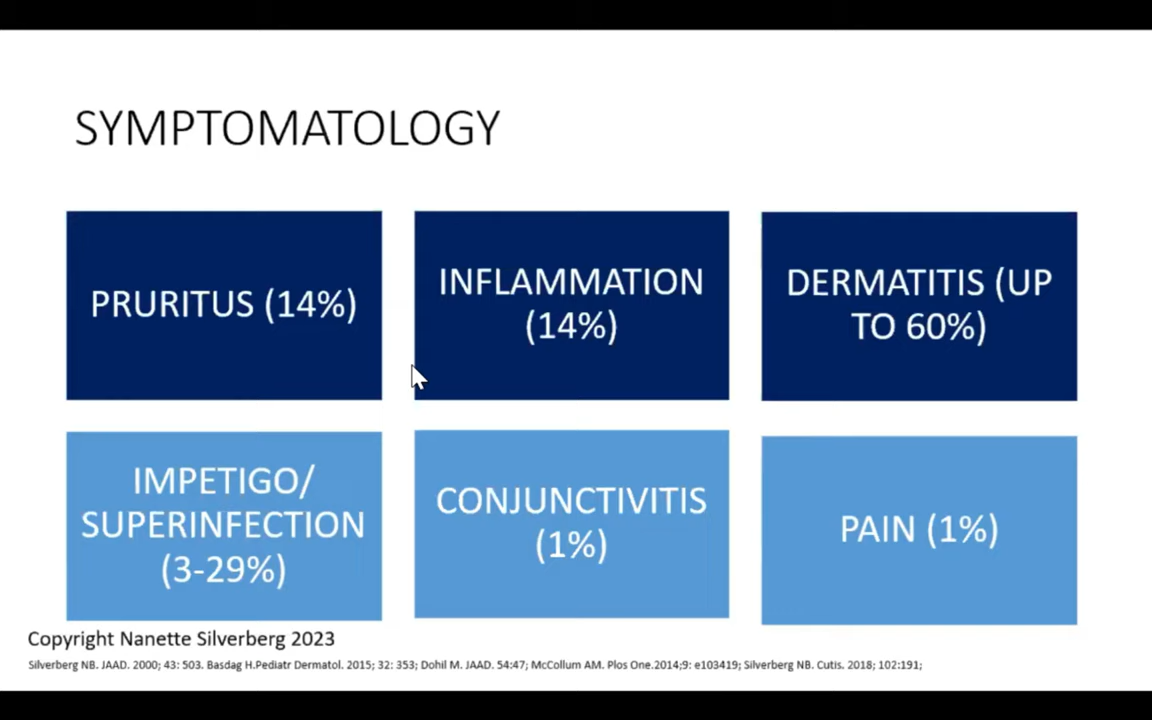 SYMPTOMATOLOGY
PRURITUS (14%)
INFLAMMATION
(14%)
DERMATITIS (UP
TO 60%)
IMPETIGO/
SUPERINFECTION
(3-29%)
CONJUNCTIVITIS
(1%)
PAIN (1%)
Copyright Nanette Silverberg 2023
Silverberg NB. JAAD. 2000; 43: 503. Basdag H.Pediatr Dermatol. 2015; 32: 353; Dohil M. JAAD. 54:47; McCollum AM. Plos One.2014;9: e103419; Silverberg NB. Cutis. 2018; 102:191;